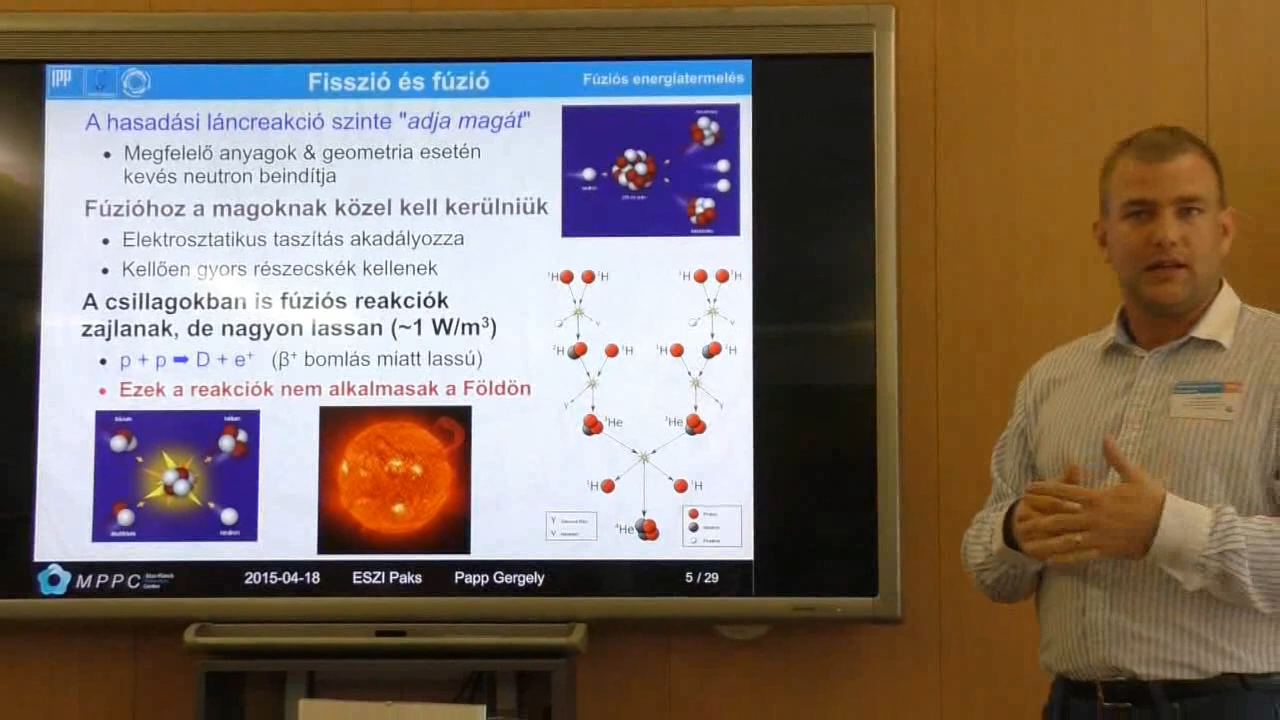 IPP
Fisszió és fúzió
Fúziós energiatermelés
A hasadási láncreakció szinte "adja magát"
• Megfelelő anyagok & geometria esetén
kevés neutron beindítja
Fúzióhoz a magoknak közel kell kerülniük
• Elektrosztatikus taszítás akadályozza
• Kellően gyors részecskék kellenek
A csillagokban is fúziós reakciók
zajlanak, de nagyon lassan (~1 W/m³)
• p + p ➡ D + e⁺ (β⁺ bomlás miatt lassú)
• Ezek a reakciók nem alkalmasak a Földön
neutron
¹H ¹H ¹H ¹H
²H ¹H ¹H ²H
³He ³He
¹H ¹H
⁴He
MPPC
2015-04-18 ESZI Paks Papp Gergely 5 / 29